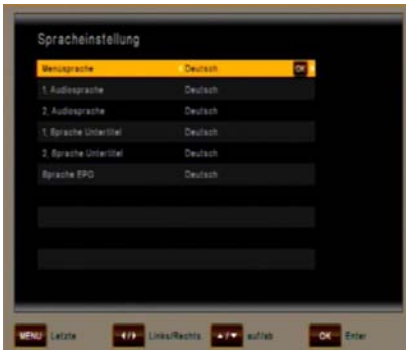 Spracheinstellung
Menüsprache Deutsch OK
1. Audiosprache Deutsch
2. Audiosprache Deutsch
1. Sprache Untertitel Deutsch
2. Sprache Untertitel Deutsch
Sprache EPG Deutsch
MENU Letzte Links/Rechts auf/ab OK Enter